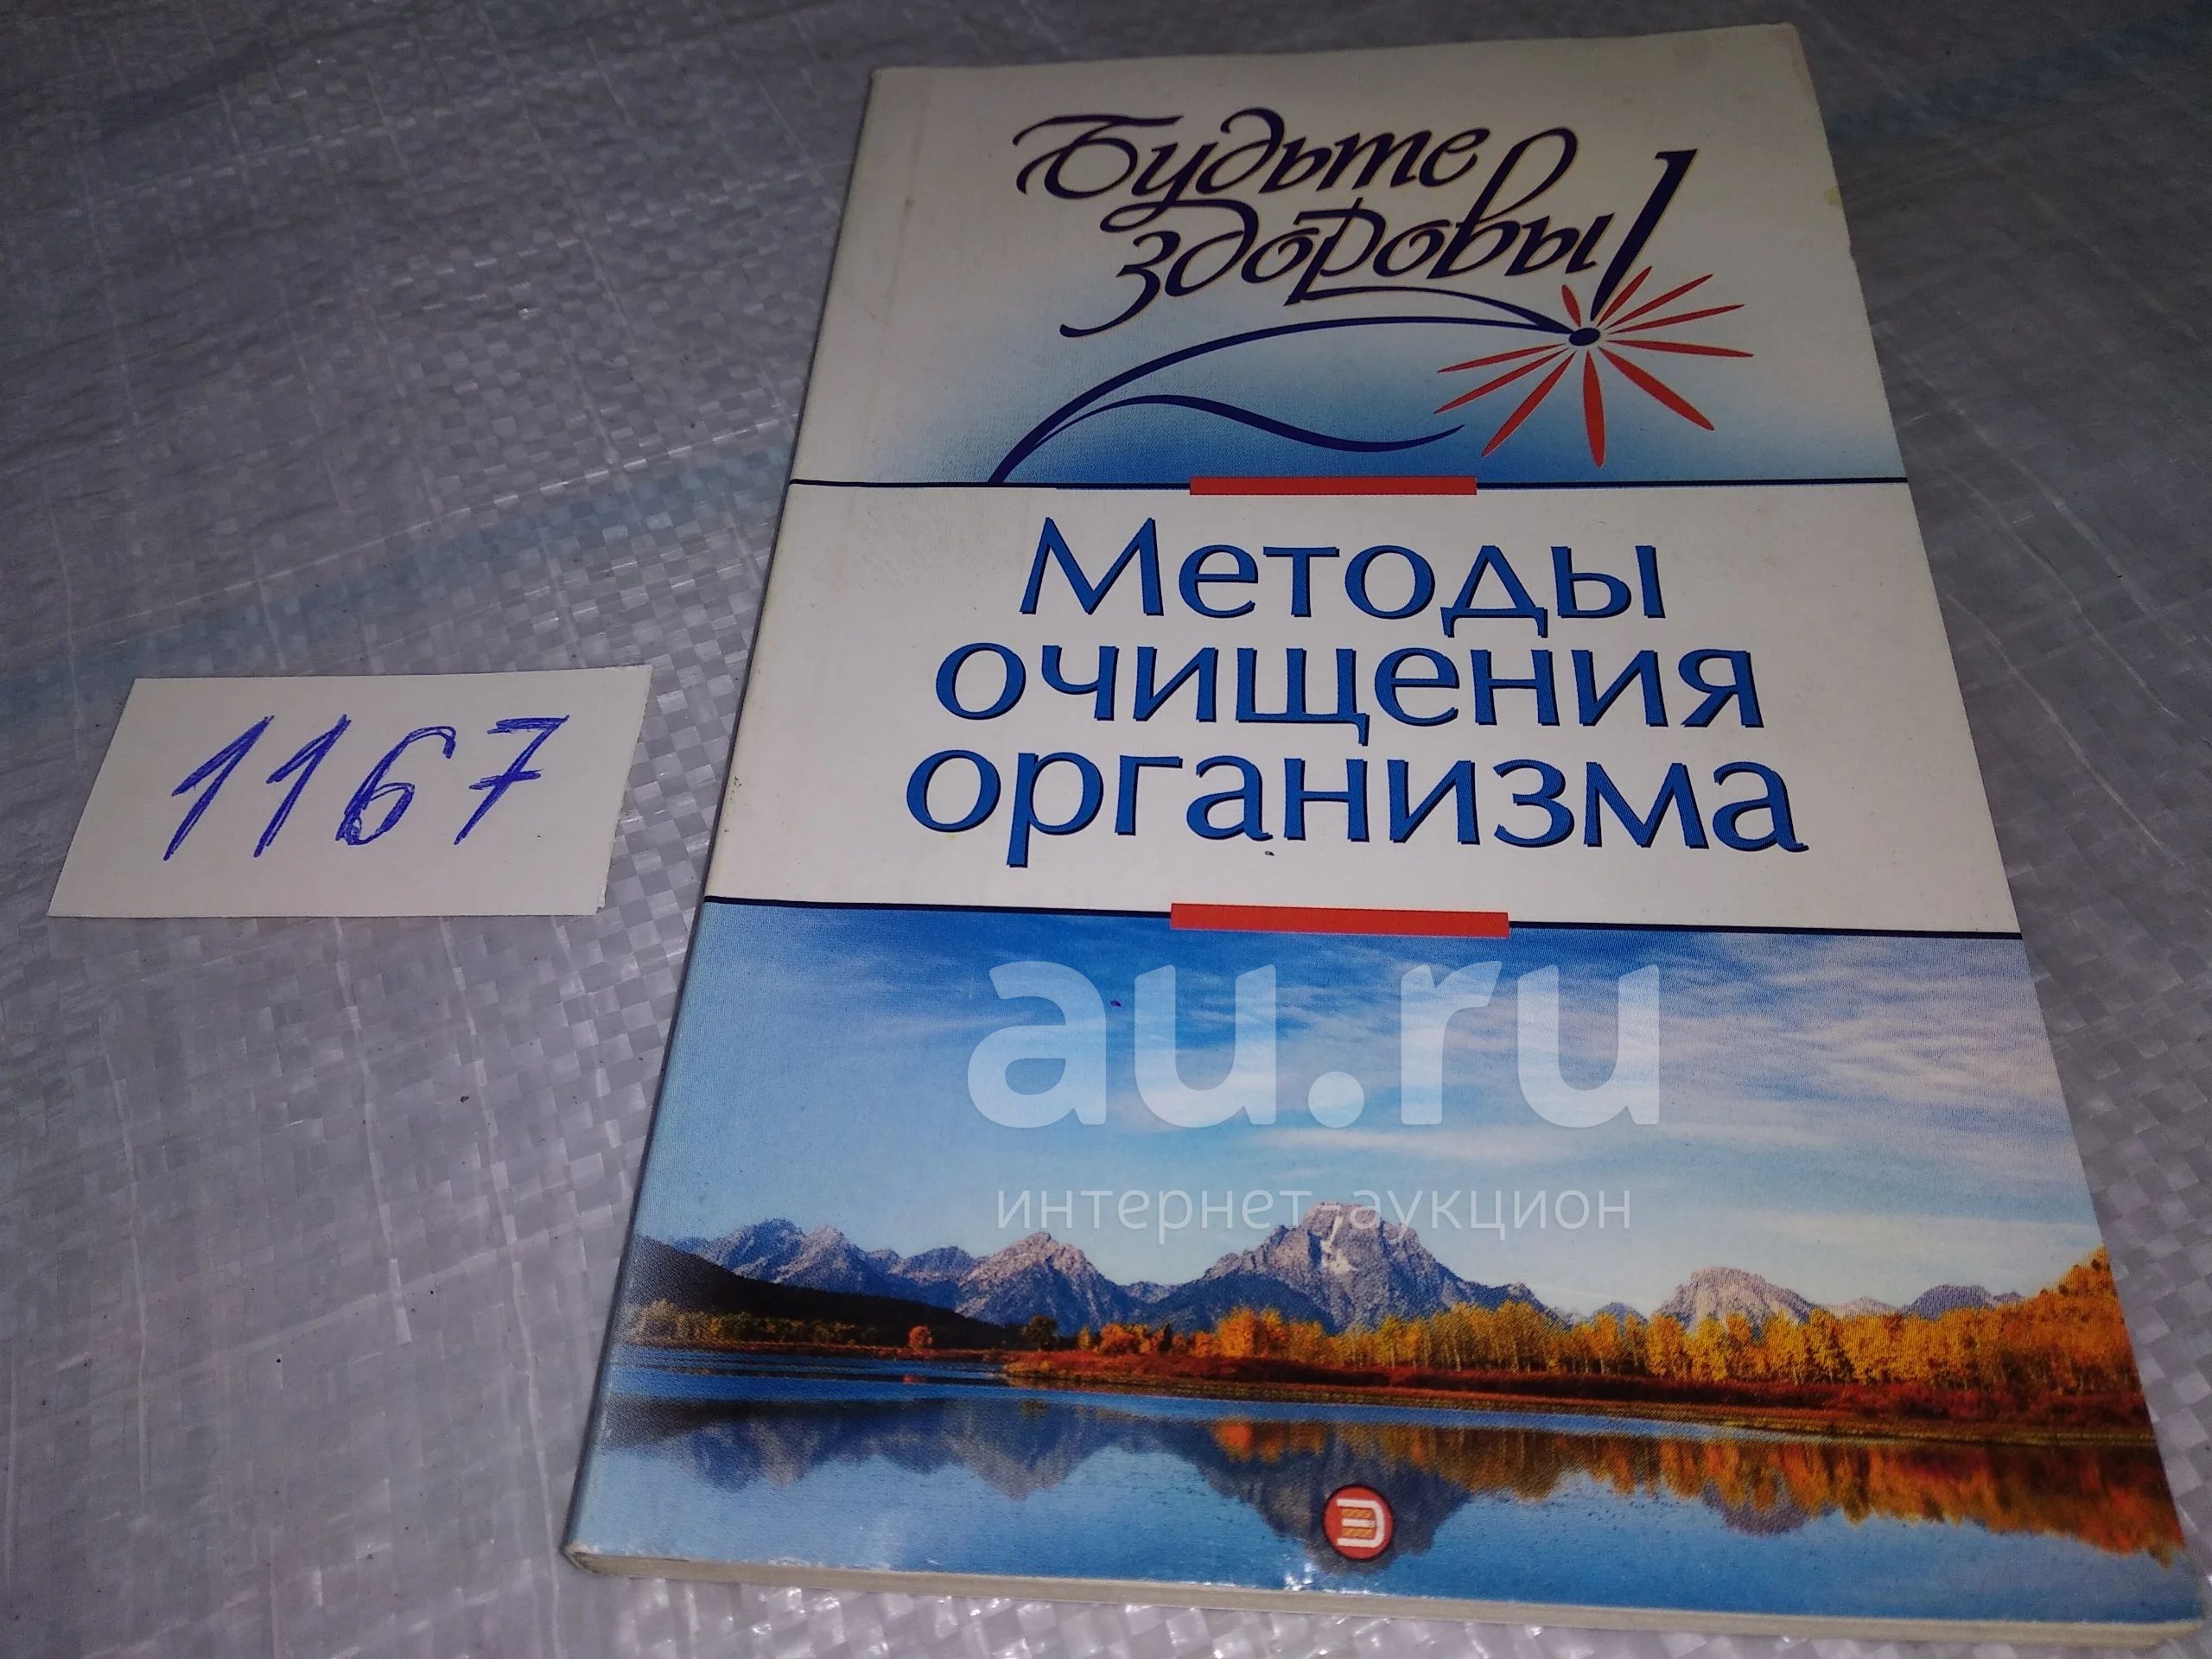 Будьте
здоровы!
Методы
очищения
организма
1167
au.ru
интернет-аукцион